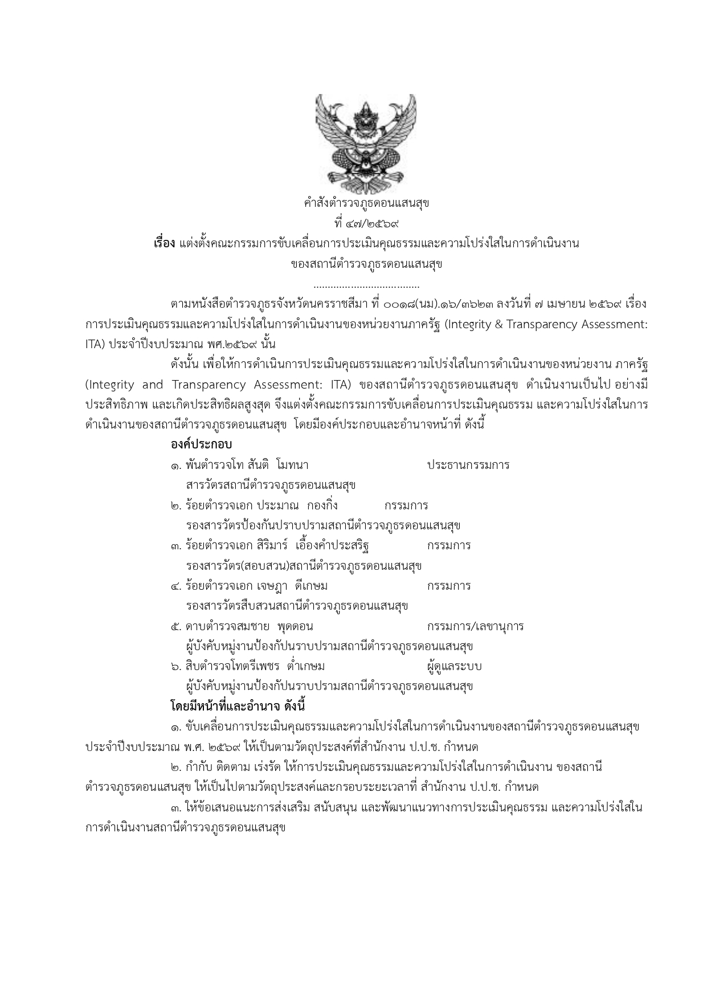 คำสังตำรวจภูธดอนแสนสุข
ที่ ๔๗/๒๕๖๙
เรื่อง แต่งตั้งคณะกรรมการขับเคลื่อนการประเมินคุณธรรมและความโปร่งใสในการดำเนินงาน
ของสถานีตำรวจภูธรดอนแสนสุข
.....................................
ตามหนังสือตำรวจภูธรจังหวัดนครราชสีมา ที่ ๐๐๑๘(นม).๑๖/๓๖๒๓ ลงวันที่ ๗ เมษายน ๒๕๖๙ เรื่อง
การประเมินคุณธรรมและความโปร่งใสในการดำเนินงานของหน่วยงานภาครัฐ (Integrity & Transparency Assessment:
ITA) ประจำปีงบประมาณ พศ.๒๕๖๙ นั้น
ดังนั้น เพื่อให้การดำเนินการประเมินคุณธรรมและความโปร่งใสในการดำเนินงานของหน่วยงาน ภาครัฐ
(Integrity and Transparency Assessment: ITA) ของสถานีตำรวจภูธรดอนแสนสุข ดำเนินงานเป็นไป อย่างมี
ประสิทธิภาพ และเกิดประสิทธิผลสูงสุด จึงแต่งตั้งคณะกรรมการขับเคลื่อนการประเมินคุณธรรม และความโปร่งใสในการ
ดำเนินงานของสถานีตำรวจภูธรดอนแสนสุข โดยมีองค์ประกอบและอำนาจหน้าที่ ดังนี้
องค์ประกอบ
๑. พันตำรวจโท สันติ โมทนา ประธานกรรมการ
สารวัตรสถานีตำรวจภูธรดอนแสนสุข
๒. ร้อยตำรวจเอก ประมาณ กองกิ่ง กรรมการ
รองสารวัตรป้องกันปราบปรามสถานีตำรวจภูธรดอนแสนสุข
๓. ร้อยตำรวจเอก สิริมาร์ เอื้องคำประสริฐ กรรมการ
รองสารวัตร(สอบสวน)สถานีตำรวจภูธรดอนแสนสุข
๔. ร้อยตำรวจเอก เจษฎา ดีเกษม กรรมการ
รองสารวัตรสืบสวนสถานีตำรวจภูธรดอนแสนสุข
๕. ดาบตำรวจสมชาย พุดดอน กรรมการ/เลขานุการ
ผู้บังคับหมู่งานป้องกัปนราบปรามสถานีตำรวจภูธรดอนแสนสุข
๖. สิบตำรวจโทตรีเพชร ต่ำเกษม ผู้ดูแลระบบ
ผู้บังคับหมู่งานป้องกัปนราบปรามสถานีตำรวจภูธรดอนแสนสุข
โดยมีหน้าที่และอำนาจ ดังนี้
๑. ขับเคลื่อนการประเมินคุณธรรมและความโปร่งใสในการดำเนินงานของสถานีตำรวจภูธรดอนแสนสุข
ประจำปีงบประมาณ พ.ศ. ๒๕๖๙ ให้เป็นตามวัตถุประสงค์ที่สำนักงาน ป.ป.ช. กำหนด
๒. กำกับ ติดตาม เร่งรัด ให้การประเมินคุณธรรมและความโปร่งใสในการดำเนินงาน ของสถานี
ตำรวจภูธรดอนแสนสุข ให้เป็นไปตามวัตถุประสงค์และกรอบระยะเวลาที่ สำนักงาน ป.ป.ช. กำหนด
๓. ให้ข้อเสนอแนะการส่งเสริม สนับสนุน และพัฒนาแนวทางการประเมินคุณธรรม และความโปร่งใสใน
การดำเนินงานสถานีตำรวจภูธรดอนแสนสุข